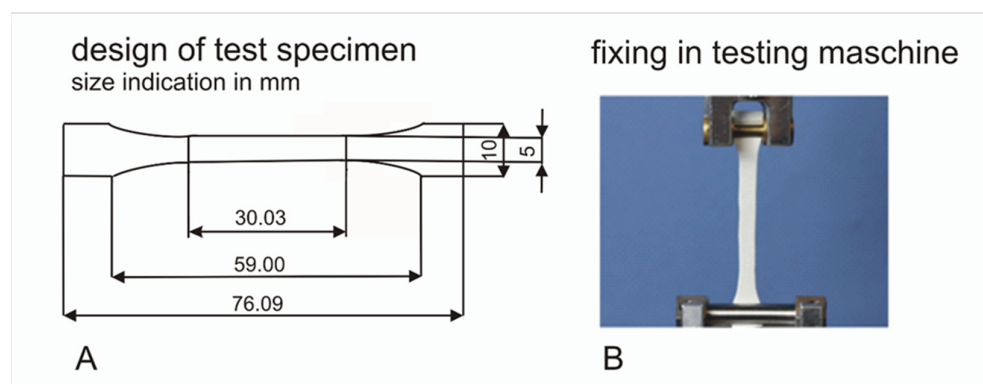 design of test specimen
size indication in mm
fixing in testing maschine
10
5
30.03
59.00
76.09
A
B